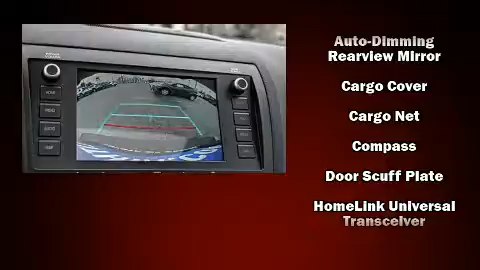 Auto-Dimming
Rearview Mirror
Cargo Cover
Cargo Net
Compass
Door Scuff Plate
HomeLink Universal
Transceiver